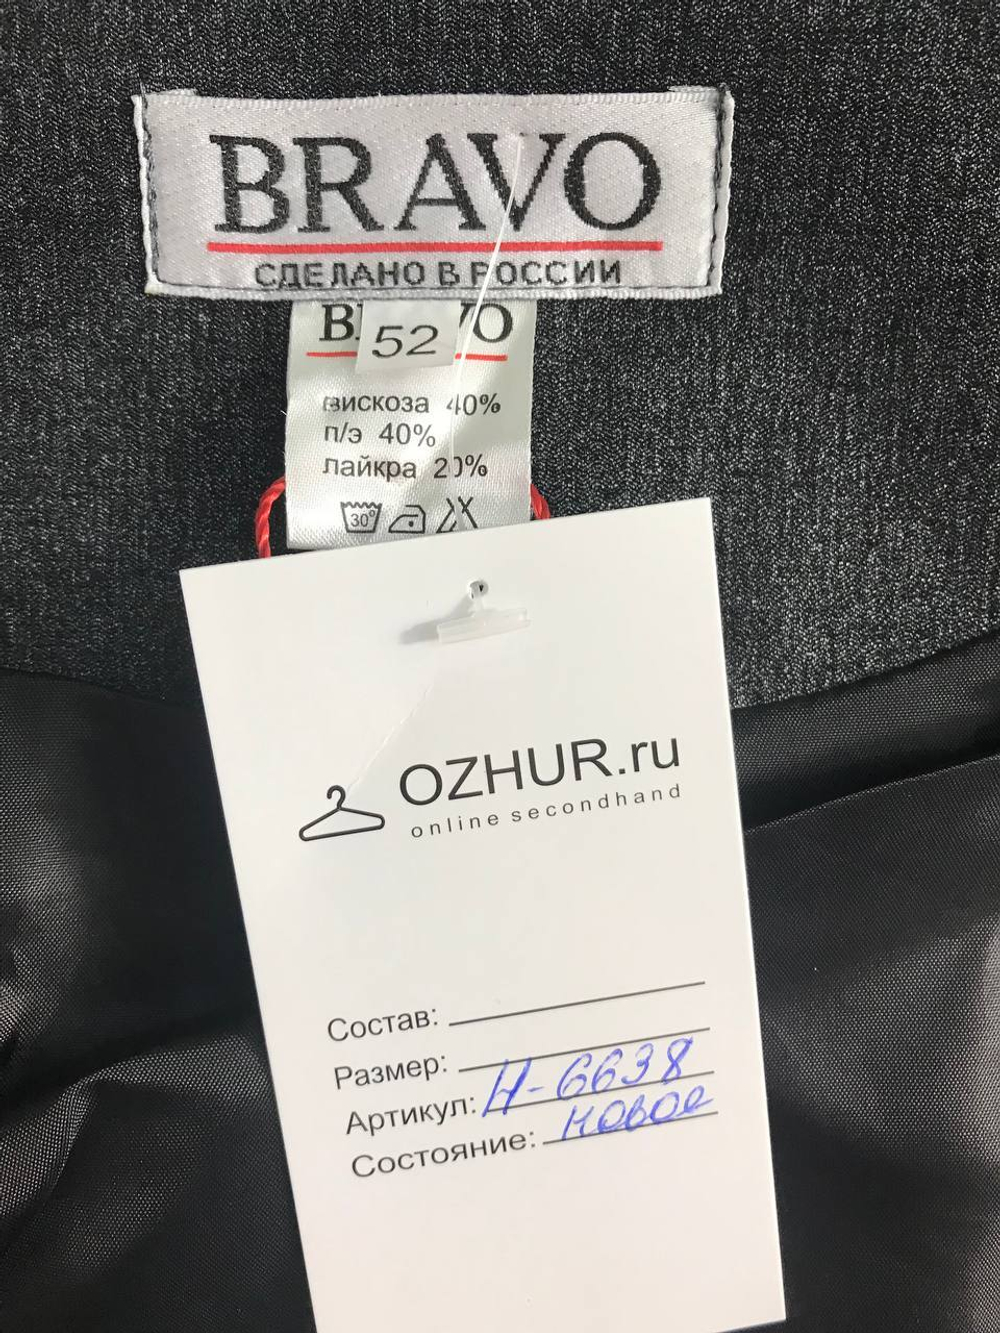 BRAVO
СДЕЛАНО В РОССИИ
52
вискоза 40%
п/э 40%
лайкра 20%
30°
OZHUR.ru
online secondhand
Состав:
Размер:
Артикул: Н-6638
Состояние: новое